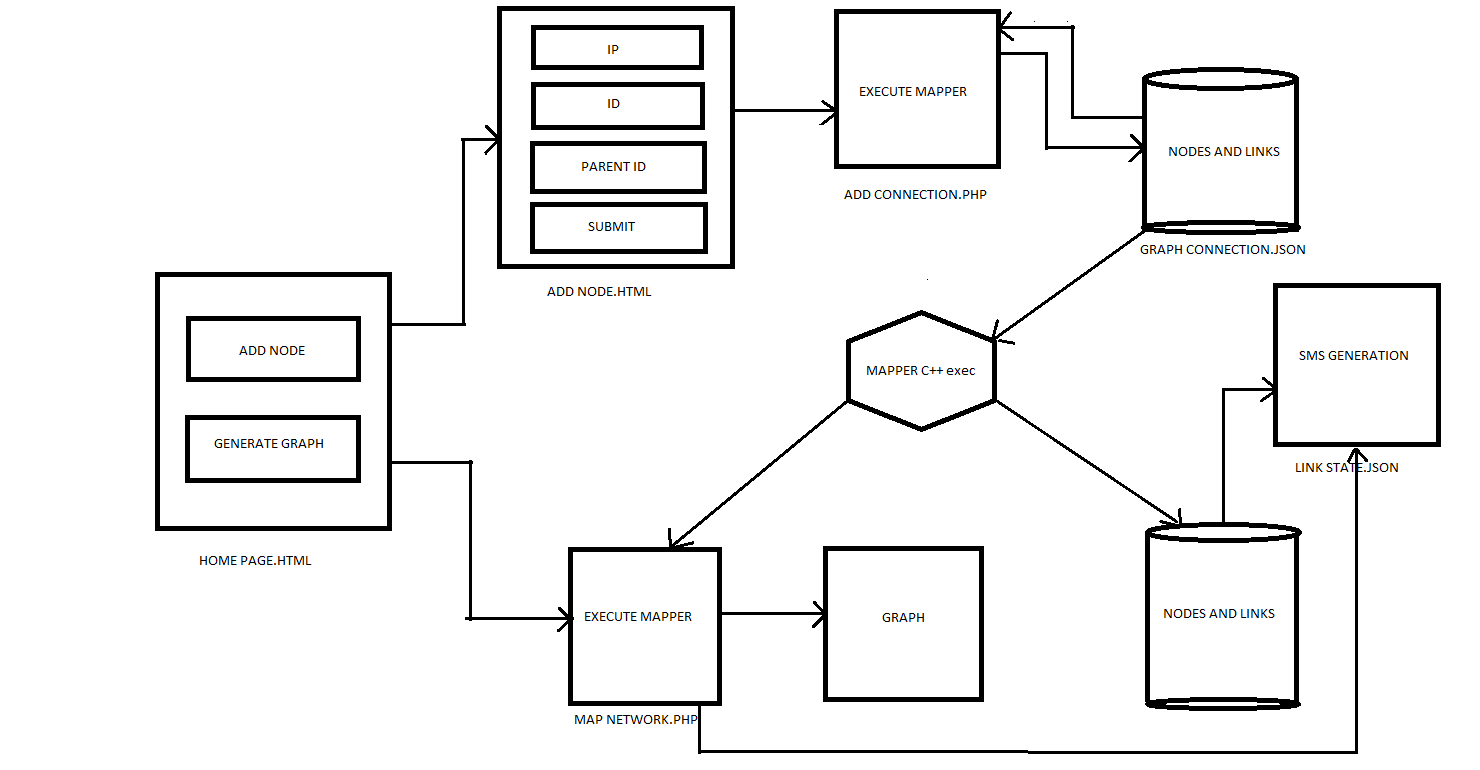 IP
ID
PARENT ID
SUBMIT
ADD NODE.HTML
EXECUTE MAPPER
ADD CONNECTION.PHP
NODES AND LINKS
GRAPH CONNECTION.JSON
ADD NODE
GENERATE GRAPH
HOME PAGE.HTML
MAPPER C++ exec
SMS GENERATION
LINK STATE.JSON
EXECUTE MAPPER
MAP NETWORK.PHP
GRAPH
NODES AND LINKS